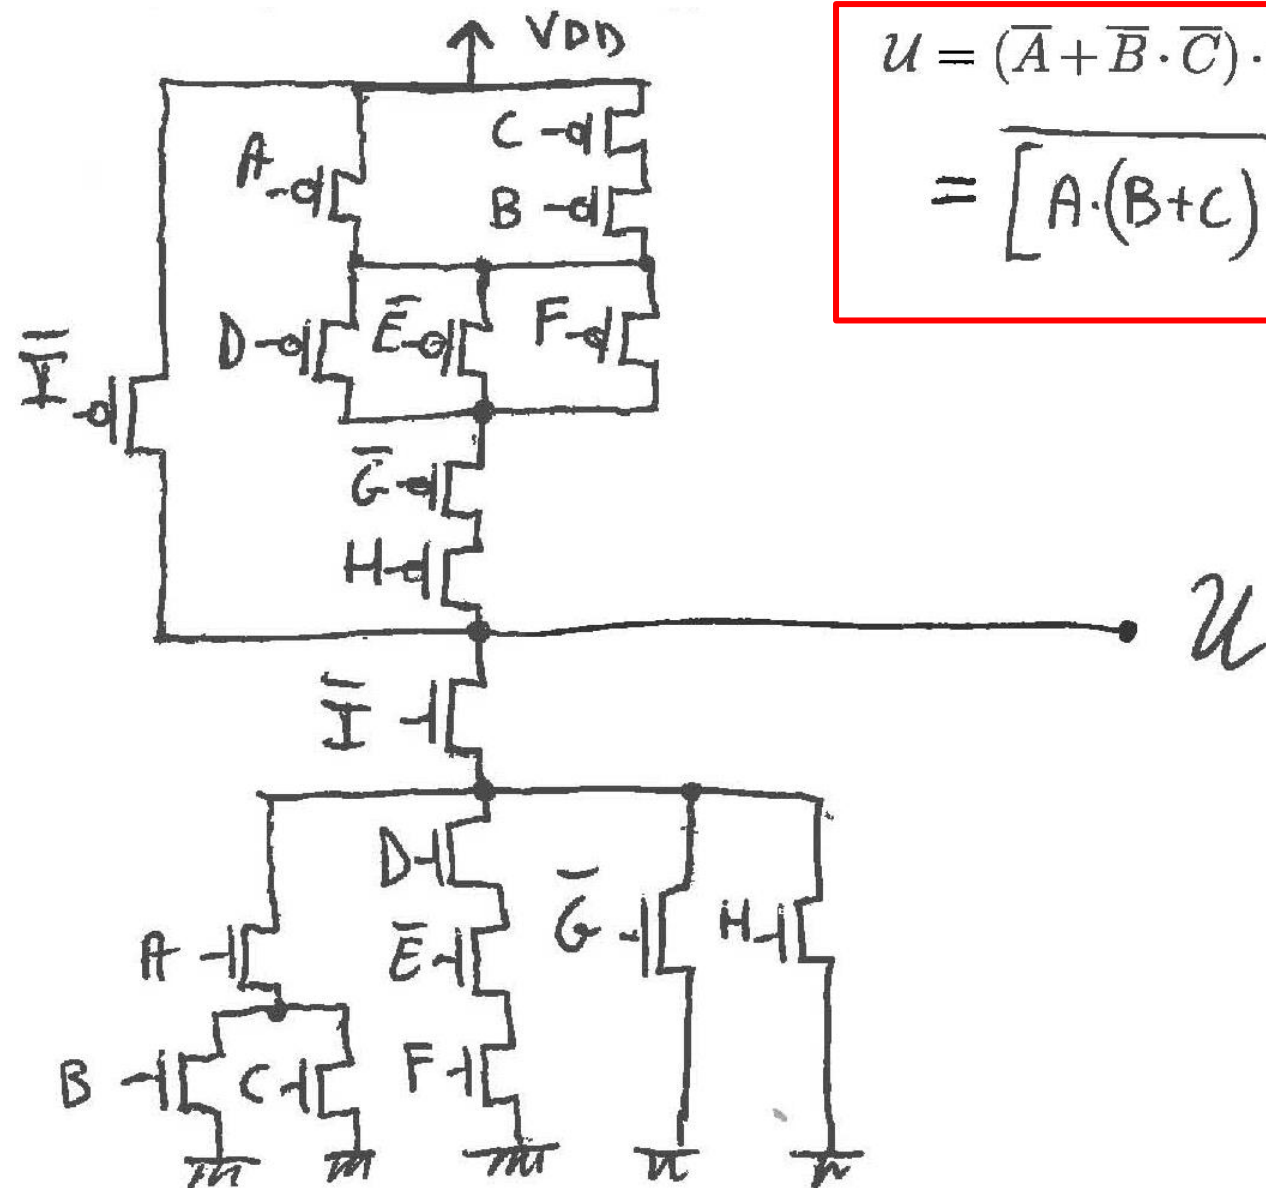 VDD
𝒰 = (A̅ + B̅ · C̅) ·
= [A·(B+C)
C
A
B
D
E̅
F
I̅
G̅
H
𝒰
I̅
D
G̅
H
A
E̅
B
C
F